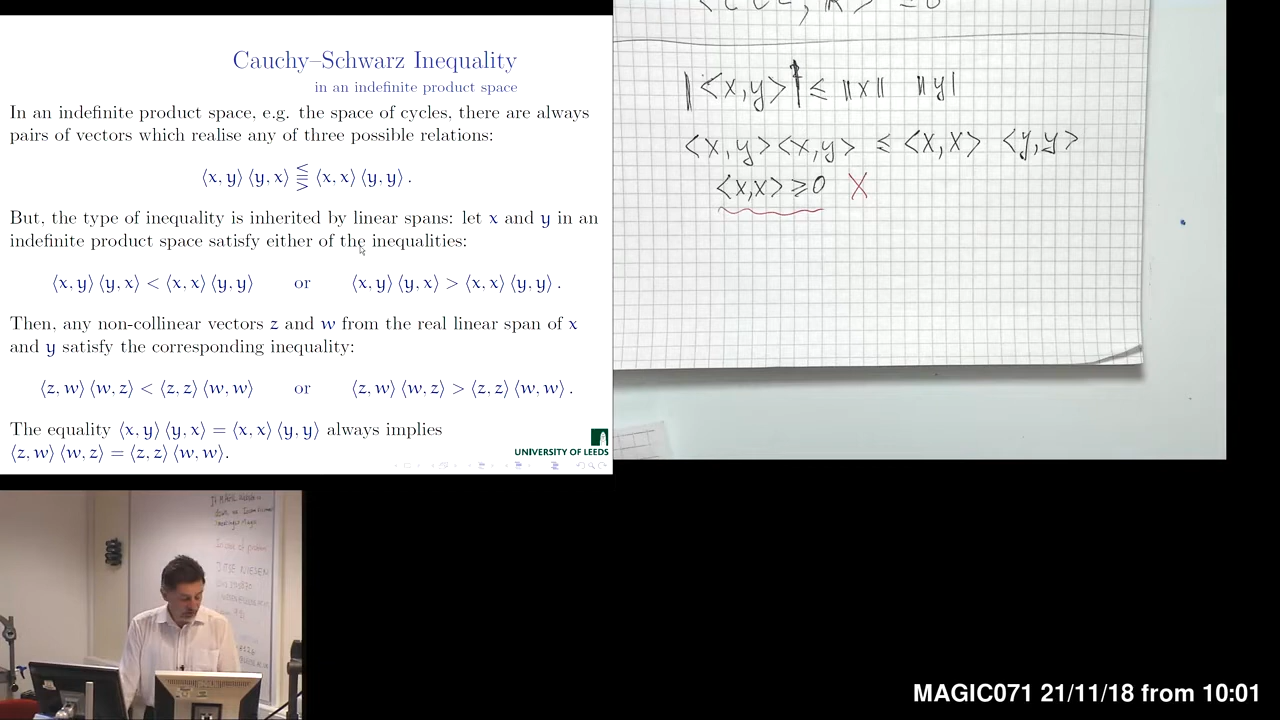 Cauchy–Schwarz Inequality
in an indefinite product space
In an indefinite product space, e.g. the space of cycles, there are always
pairs of vectors which realise any of three possible relations:
⟨x, y⟩ ⟨y, x⟩ ⋚ ⟨x, x⟩ ⟨y, y⟩ .
But, the type of inequality is inherited by linear spans: let x and y in an
indefinite product space satisfy either of the inequalities:
⟨x, y⟩ ⟨y, x⟩ < ⟨x, x⟩ ⟨y, y⟩ or ⟨x, y⟩ ⟨y, x⟩ > ⟨x, x⟩ ⟨y, y⟩ .
Then, any non-collinear vectors z and w from the real linear span of x
and y satisfy the corresponding inequality:
⟨z, w⟩ ⟨w, z⟩ < ⟨z, z⟩ ⟨w, w⟩ or ⟨z, w⟩ ⟨w, z⟩ > ⟨z, z⟩ ⟨w, w⟩ .
The equality ⟨x, y⟩ ⟨y, x⟩ = ⟨x, x⟩ ⟨y, y⟩ always implies
⟨z, w⟩ ⟨w, z⟩ = ⟨z, z⟩ ⟨w, w⟩.
UNIVERSITY OF LEEDS
|<x,y>| ≤ ||x|| ||y||
<x,y><x,y> ≤ <x,x> <y,y>
<x,x> ≥ 0 X
MAGIC071 21/11/18 from 10:01